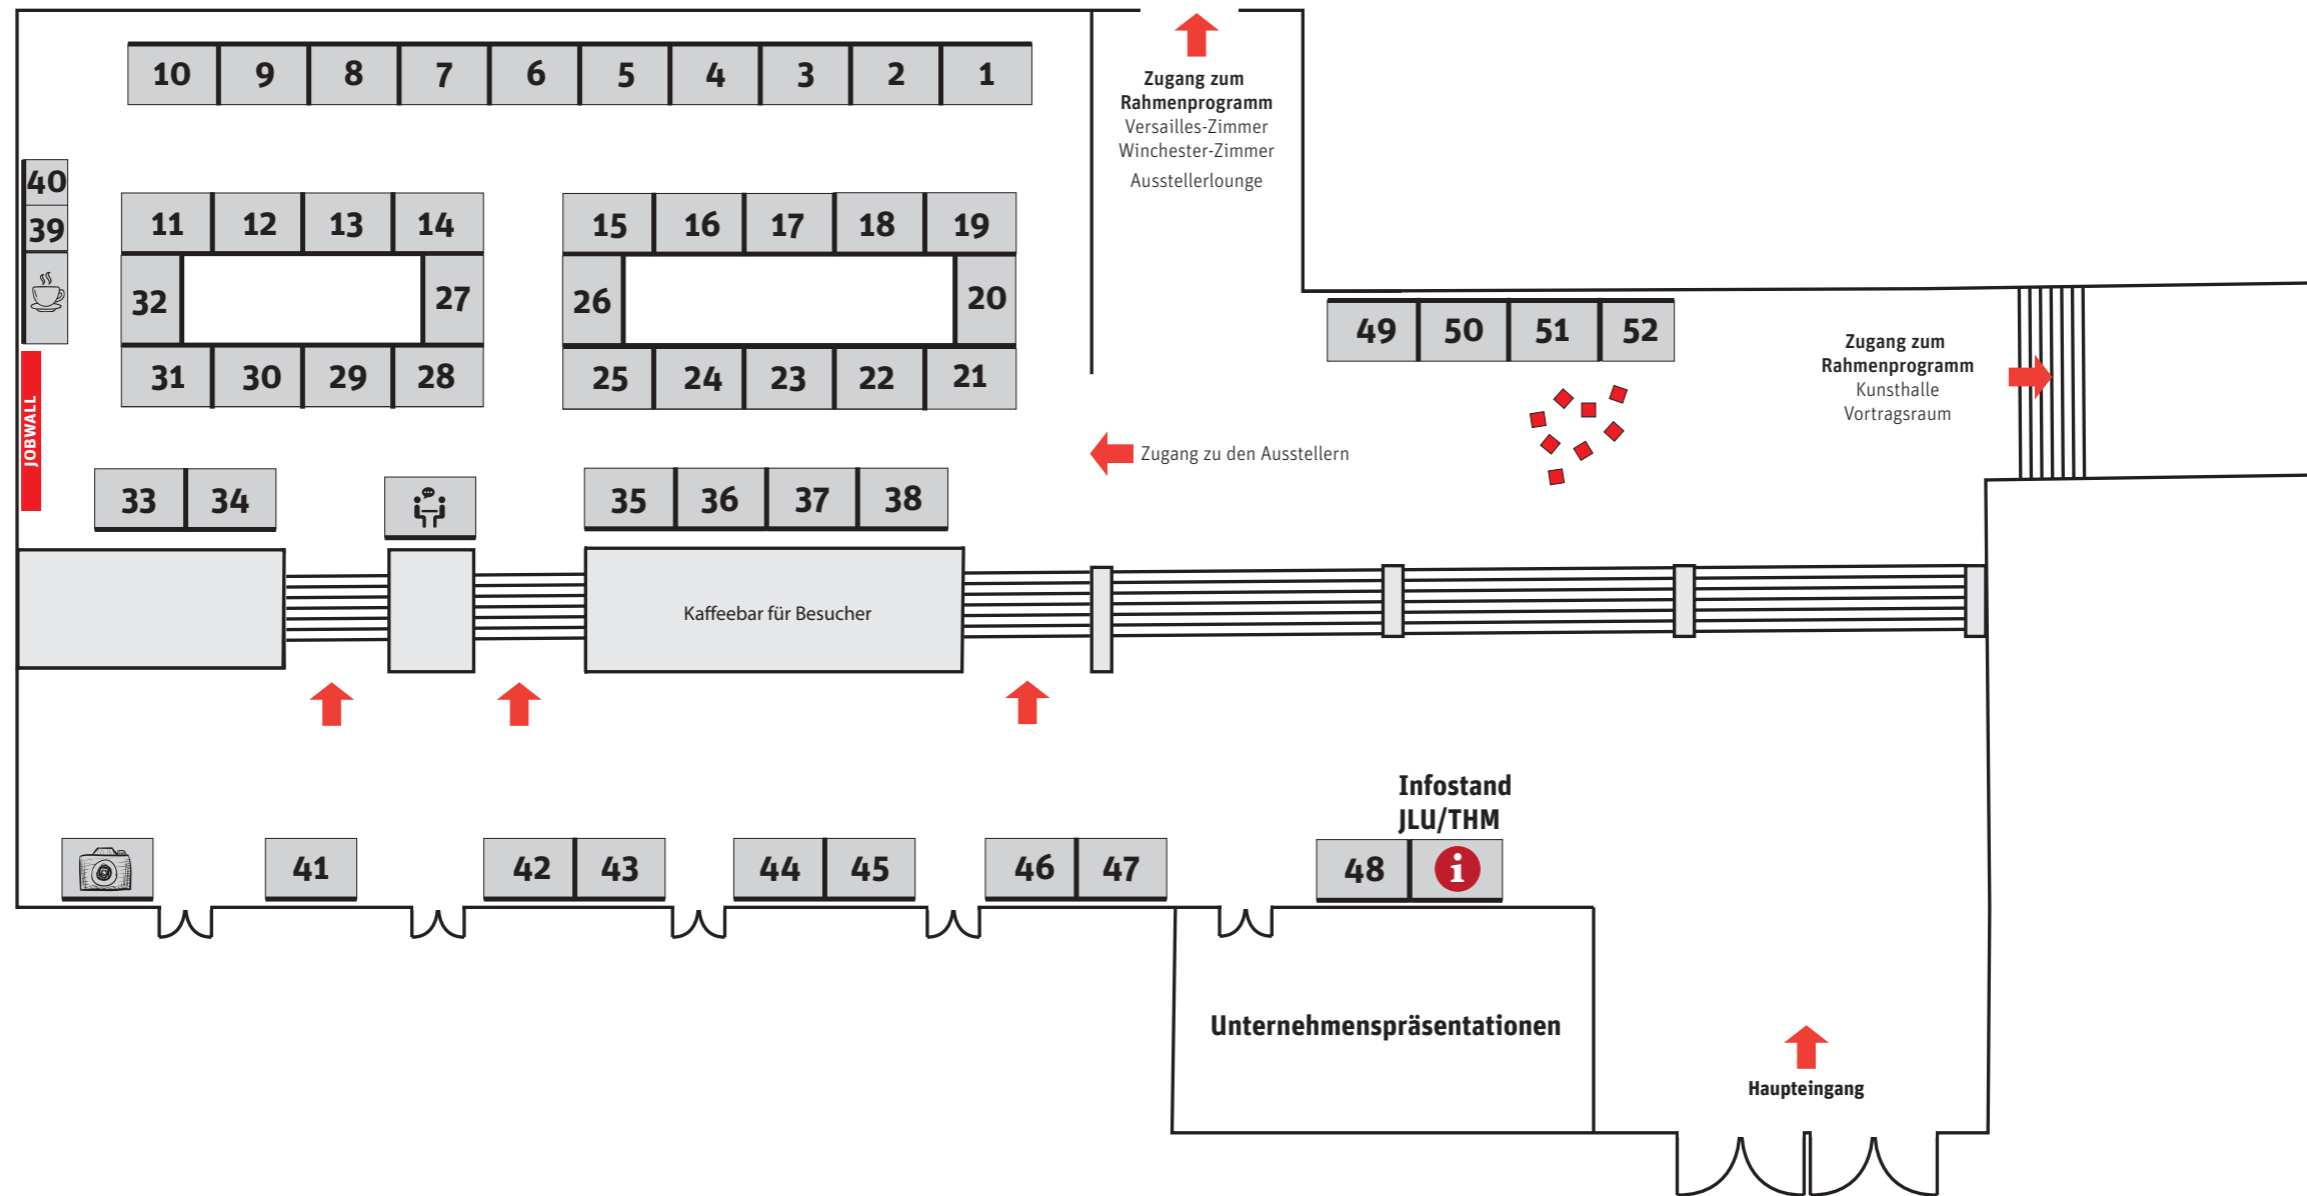 10 9 8 7 6 5 4 3 2 1
Zugang zum
Rahmenprogramm
Versailles-Zimmer
Winchester-Zimmer
Ausstellerlounge
40
39
11 12 13 14
15 16 17 18 19
32 27
26 20
31 30 29 28
25 24 23 22 21
JOBWALL
49 50 51 52
Zugang zum
Rahmenprogramm
Kunsthalle
Vortragsraum
Zugang zu den Ausstellern
33 34
35 36 37 38
Kaffeebar für Besucher
Infostand
JLU/THM
41 42 43 44 45 46 47 48 i
Unternehmenspräsentationen
Haupteingang